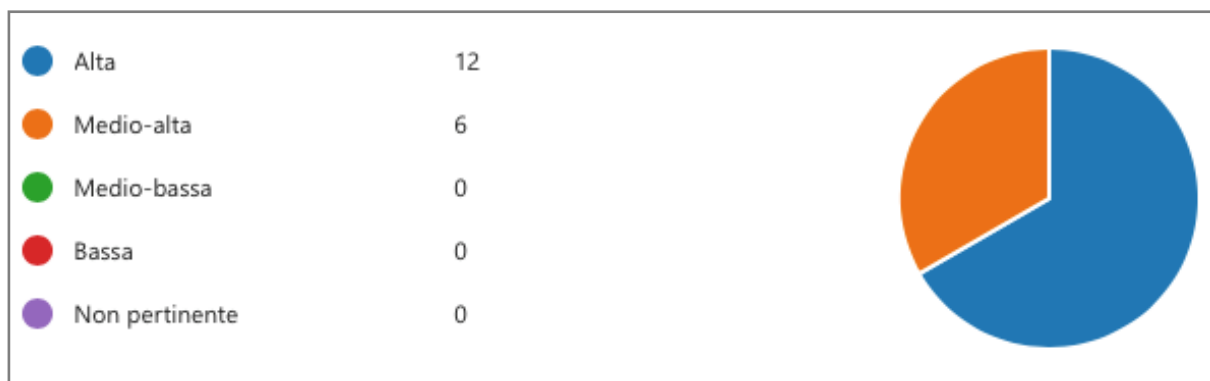 Alta 12
Medio-alta 6
Medio-bassa 0
Bassa 0
Non pertinente 0